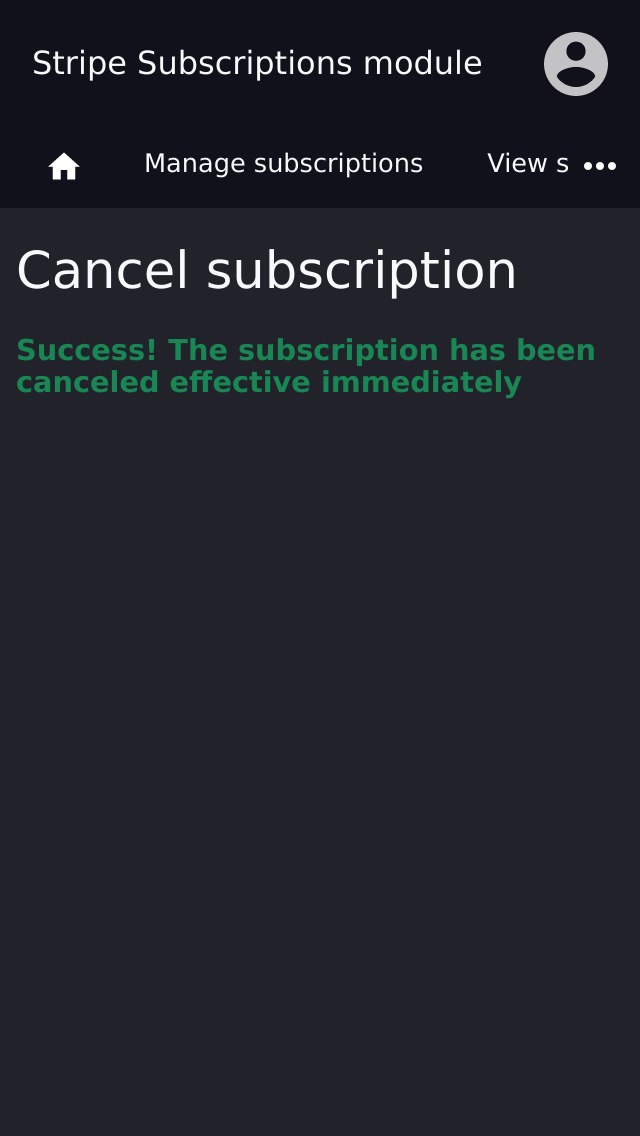 Stripe Subscriptions module
Manage subscriptions
View s
Cancel subscription
Success! The subscription has been
canceled effective immediately